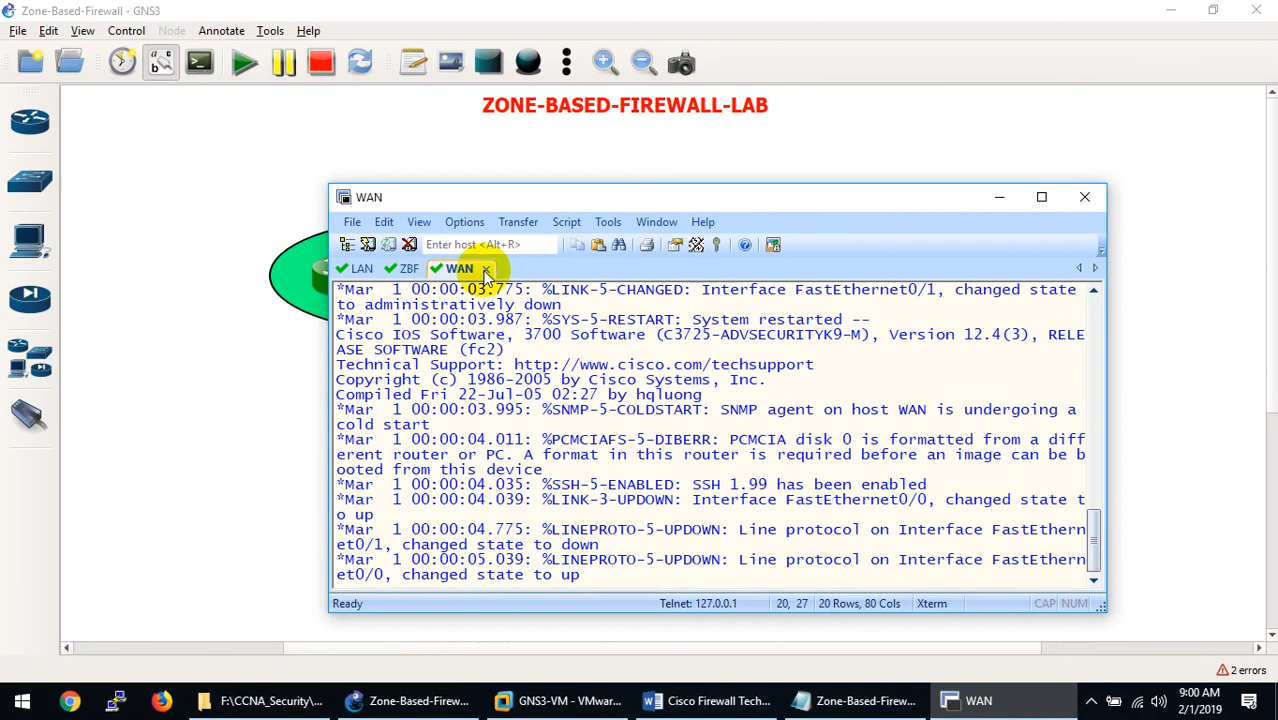 Zone-Based-Firewall - GNS3
File Edit View Control Node Annotate Tools Help
ZONE-BASED-FIREWALL-LAB
WAN
File Edit View Options Transfer Script Tools Window Help
Enter host <Alt+R>
LAN ZBF WAN
*Mar  1 00:00:03.775: %LINK-5-CHANGED: Interface FastEthernet0/1, changed state
to administratively down
*Mar  1 00:00:03.987: %SYS-5-RESTART: System restarted --
Cisco IOS Software, 3700 Software (C3725-ADVSECURITYK9-M), Version 12.4(3), RELE
ASE SOFTWARE (fc2)
Technical Support: http://www.cisco.com/techsupport
Copyright (c) 1986-2005 by Cisco Systems, Inc.
Compiled Fri 22-Jul-05 02:27 by hqluong
*Mar  1 00:00:03.995: %SNMP-5-COLDSTART: SNMP agent on host WAN is undergoing a
cold start
*Mar  1 00:00:04.011: %PCMCIAFS-5-DIBERR: PCMCIA disk 0 is formatted from a diff
erent router or PC. A format in this router is required before an image can be b
ooted from this device
*Mar  1 00:00:04.035: %SSH-5-ENABLED: SSH 1.99 has been enabled
*Mar  1 00:00:04.039: %LINK-3-UPDOWN: Interface FastEthernet0/0, changed state t
o up
*Mar  1 00:00:04.775: %LINEPROTO-5-UPDOWN: Line protocol on Interface FastEthern
et0/1, changed state to down
*Mar  1 00:00:05.039: %LINEPROTO-5-UPDOWN: Line protocol on Interface FastEthern
et0/0, changed state to up
Ready Telnet: 127.0.0.1 20, 27 20 Rows, 80 Cols Xterm CAP NUM
2 errors
F:\CCNA_Security\... Zone-Based-Firew... GNS3-VM - VMwar... Cisco Firewall Tech... Zone-Based-Firew... WAN
9:00 AM
2/1/2019